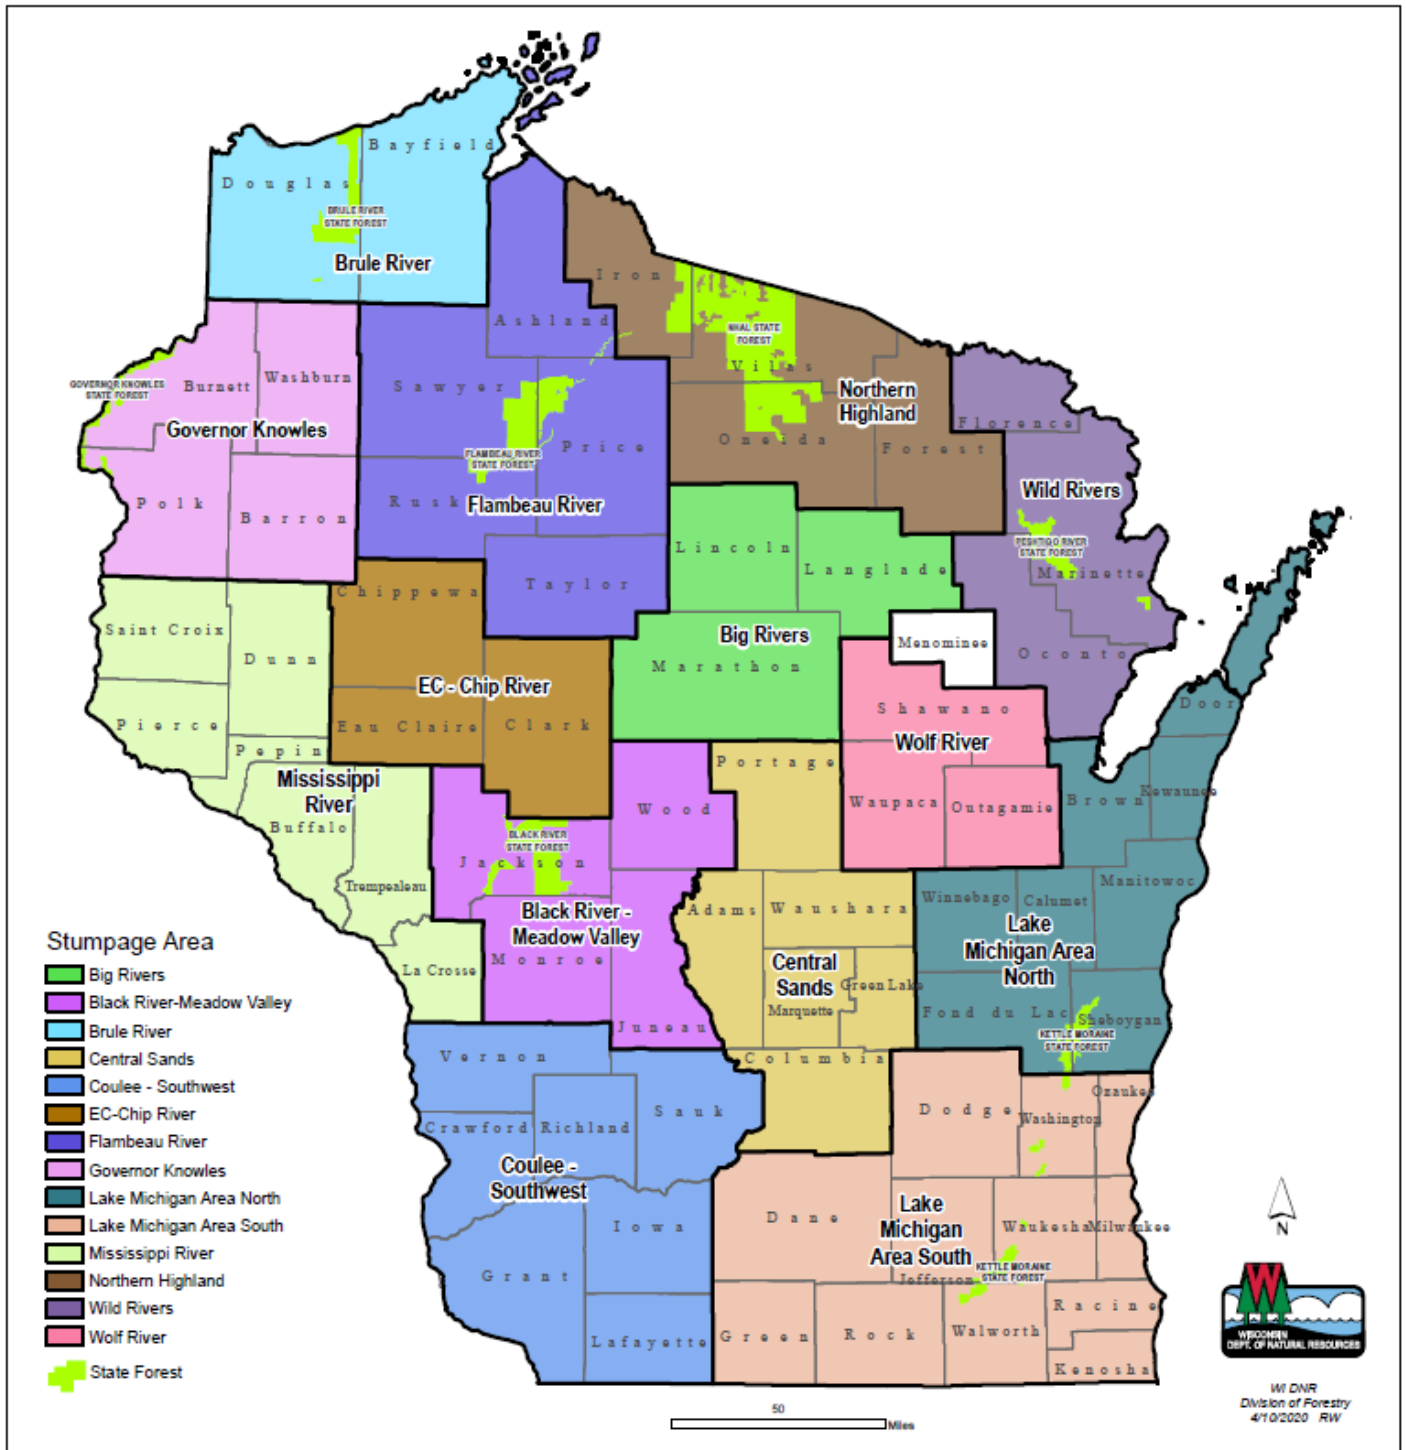 Bayfield
Douglas
BRULE RIVER
STATE FOREST
Brule River
Iron
Ashland
NHAL STATE
FOREST
Vilas
GOVERNOR KNOWLES
STATE FOREST
Burnett
Washburn
Sawyer
Northern
Highland
Florence
Governor Knowles
Oneida
Forest
FLAMBEAU RIVER
STATE FOREST
Price
Wild Rivers
Polk
Barron
Rusk
Flambeau River
PESHTIGO RIVER
STATE FOREST
Lincoln
Langlade
Marinette
Chippewa
Taylor
Saint Croix
Dunn
Big Rivers
Menominee
Oconto
Marathon
EC - Chip River
Pierce
Eau Claire
Clark
Shawano
Wolf River
Door
Pepin
Mississippi
River
Portage
Wood
Waupaca
Outagamie
Brown
Kewaunee
Buffalo
BLACK RIVER
STATE FOREST
Jackson
Trempealeau
Manitowoc
Winnebago
Calumet
Adams
Waushara
Black River -
Meadow Valley
Lake
Michigan Area
North
La Crosse
Monroe
Central
Sands
Green Lake
Marquette
Juneau
Fond du Lac
Sheboygan
KETTLE MORAINE
STATE FOREST
Vernon
Columbia
Sauk
Dodge
Ozaukee
Washington
Crawford
Richland
Coulee -
Southwest
Iowa
Dane
Lake
Michigan
Area South
Waukesha
Milwaukee
Grant
Jefferson
KETTLE MORAINE
STATE FOREST
Lafayette
Green
Rock
Walworth
Racine
Kenosha
Stumpage Area
Big Rivers
Black River-Meadow Valley
Brule River
Central Sands
Coulee - Southwest
EC-Chip River
Flambeau River
Governor Knowles
Lake Michigan Area North
Lake Michigan Area South
Mississippi River
Northern Highland
Wild Rivers
Wolf River
State Forest
50
Miles
N
W
WISCONSIN
DEPT. OF NATURAL RESOURCES
WI DNR
Division of Forestry
4/10/2020 RW